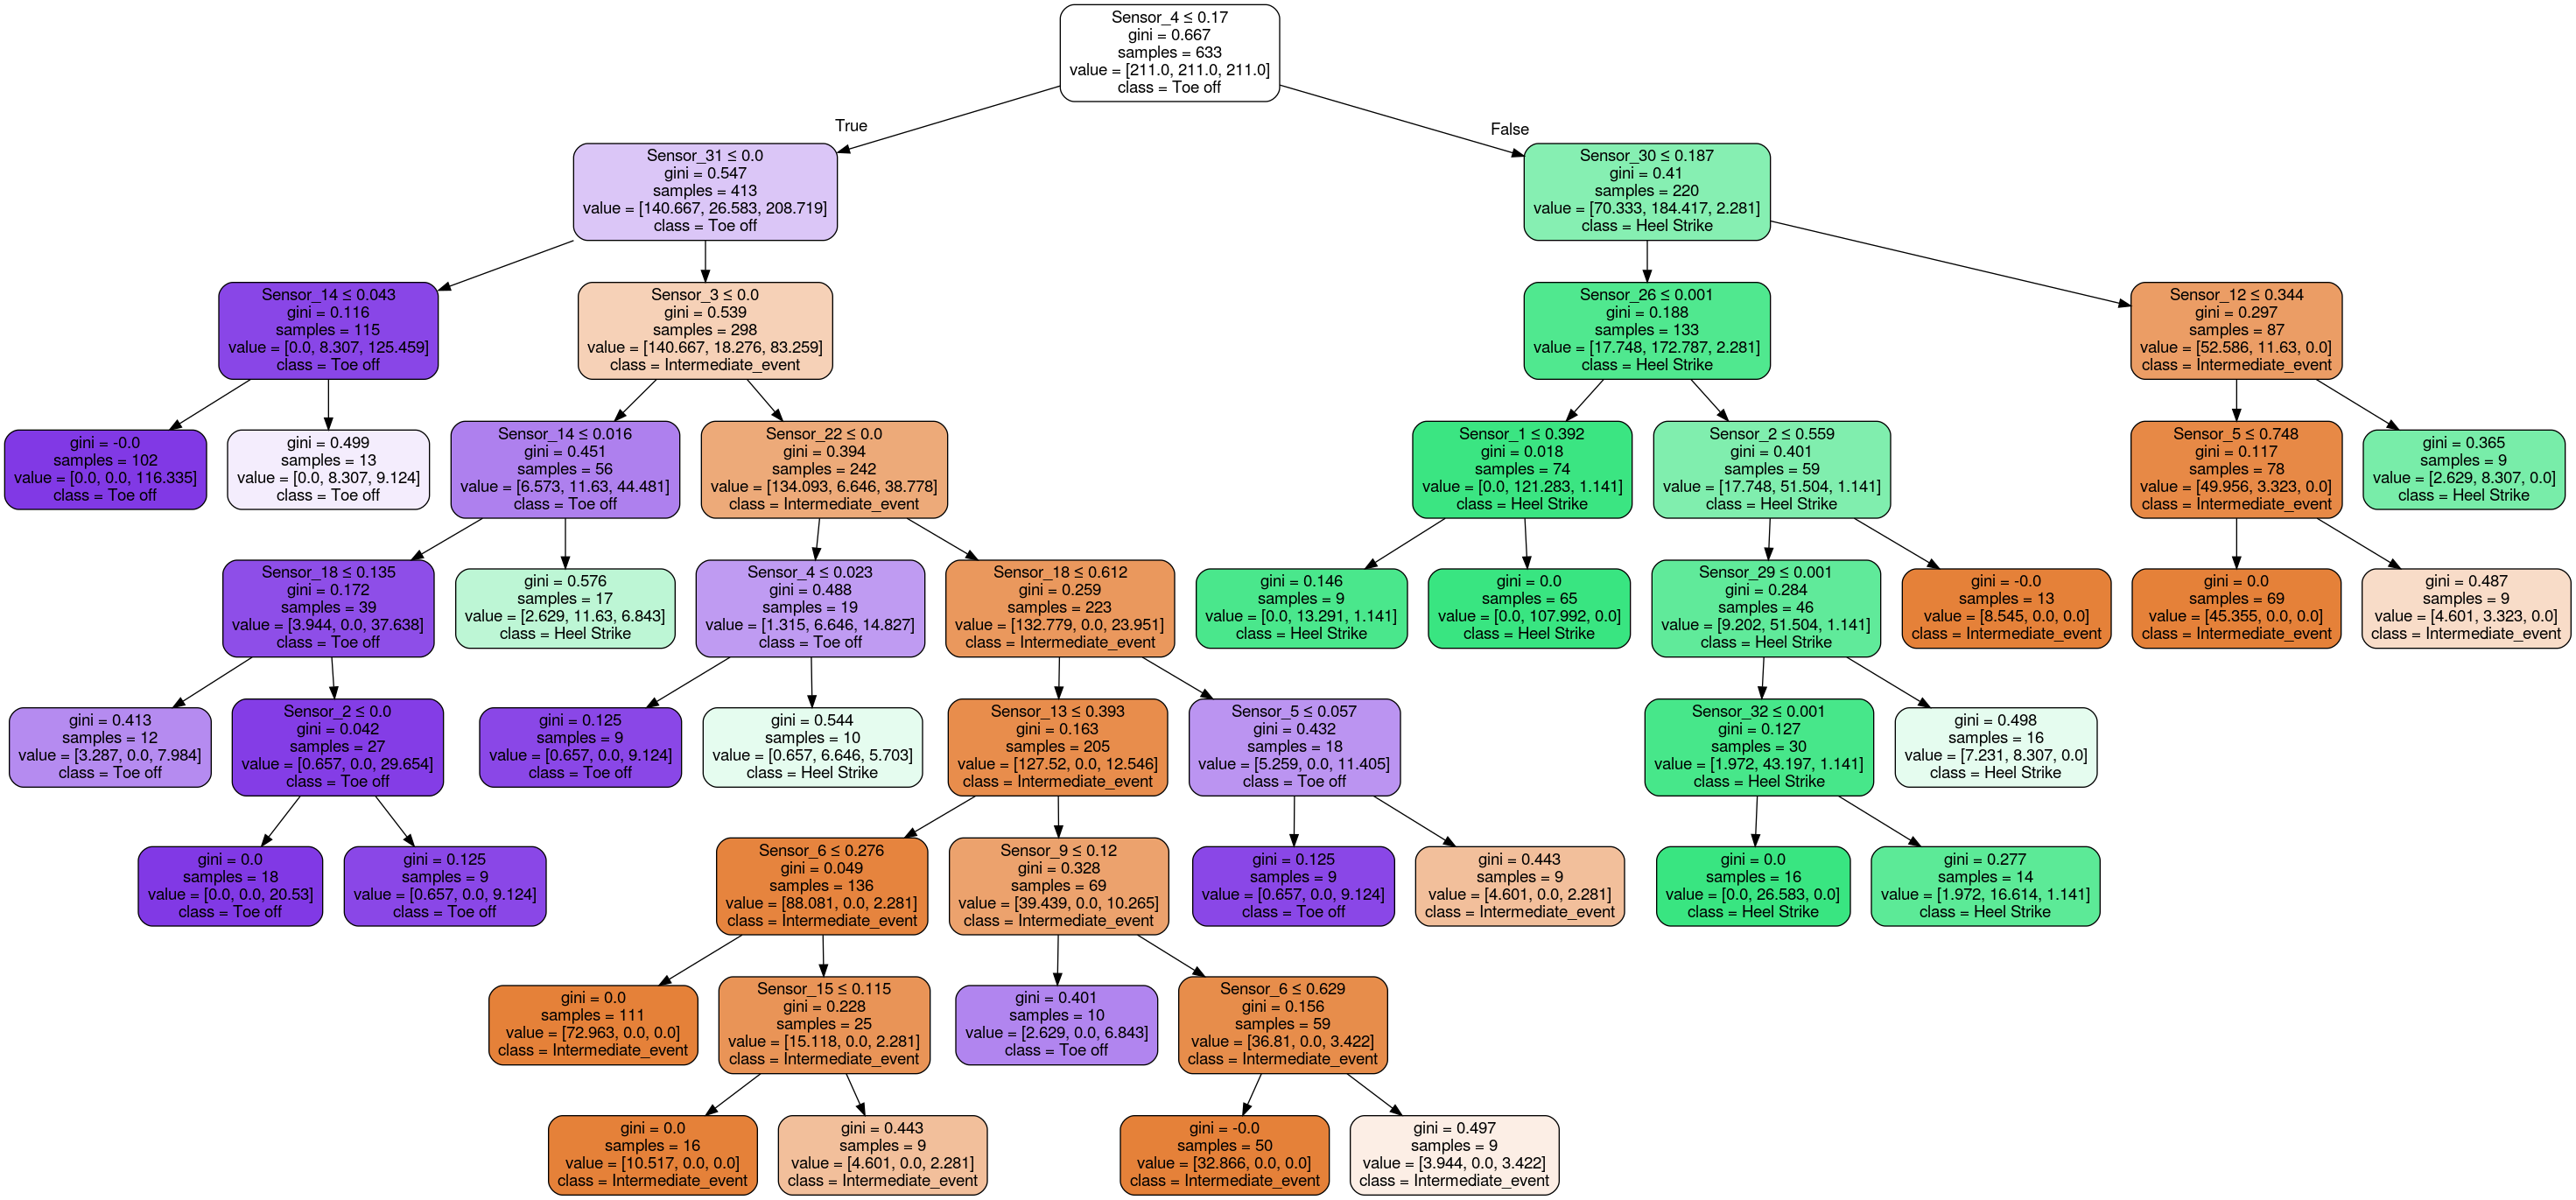 Sensor_4 ≤ 0.17
gini = 0.667
samples = 633
value = [211.0, 211.0, 211.0]
class = Toe off
True
False
Sensor_31 ≤ 0.0
gini = 0.547
samples = 413
value = [140.667, 26.583, 208.719]
class = Toe off
Sensor_30 ≤ 0.187
gini = 0.41
samples = 220
value = [70.333, 184.417, 2.281]
class = Heel Strike
Sensor_14 ≤ 0.043
gini = 0.116
samples = 115
value = [0.0, 8.307, 125.459]
class = Toe off
Sensor_3 ≤ 0.0
gini = 0.539
samples = 298
value = [140.667, 18.276, 83.259]
class = Intermediate_event
Sensor_26 ≤ 0.001
gini = 0.188
samples = 133
value = [17.748, 172.787, 2.281]
class = Heel Strike
Sensor_12 ≤ 0.344
gini = 0.297
samples = 87
value = [52.586, 11.63, 0.0]
class = Intermediate_event
gini = -0.0
samples = 102
value = [0.0, 0.0, 116.335]
class = Toe off
gini = 0.499
samples = 13
value = [0.0, 8.307, 9.124]
class = Toe off
Sensor_14 ≤ 0.016
gini = 0.451
samples = 56
value = [6.573, 11.63, 44.481]
class = Toe off
Sensor_22 ≤ 0.0
gini = 0.394
samples = 242
value = [134.093, 6.646, 38.778]
class = Intermediate_event
Sensor_1 ≤ 0.392
gini = 0.018
samples = 74
value = [0.0, 121.283, 1.141]
class = Heel Strike
Sensor_2 ≤ 0.559
gini = 0.401
samples = 59
value = [17.748, 51.504, 1.141]
class = Heel Strike
Sensor_5 ≤ 0.748
gini = 0.117
samples = 78
value = [49.956, 3.323, 0.0]
class = Intermediate_event
gini = 0.365
samples = 9
value = [2.629, 8.307, 0.0]
class = Heel Strike
Sensor_18 ≤ 0.135
gini = 0.172
samples = 39
value = [3.944, 0.0, 37.638]
class = Toe off
gini = 0.576
samples = 17
value = [2.629, 11.63, 6.843]
class = Heel Strike
Sensor_4 ≤ 0.023
gini = 0.488
samples = 19
value = [1.315, 6.646, 14.827]
class = Toe off
Sensor_18 ≤ 0.612
gini = 0.259
samples = 223
value = [132.779, 0.0, 23.951]
class = Intermediate_event
gini = 0.146
samples = 9
value = [0.0, 13.291, 1.141]
class = Heel Strike
gini = 0.0
samples = 65
value = [0.0, 107.992, 0.0]
class = Heel Strike
Sensor_29 ≤ 0.001
gini = 0.284
samples = 46
value = [9.202, 51.504, 1.141]
class = Heel Strike
gini = -0.0
samples = 13
value = [8.545, 0.0, 0.0]
class = Intermediate_event
gini = 0.0
samples = 69
value = [45.355, 0.0, 0.0]
class = Intermediate_event
gini = 0.487
samples = 9
value = [4.601, 3.323, 0.0]
class = Intermediate_event
gini = 0.413
samples = 12
value = [3.287, 0.0, 7.984]
class = Toe off
Sensor_2 ≤ 0.0
gini = 0.042
samples = 27
value = [0.657, 0.0, 29.654]
class = Toe off
gini = 0.125
samples = 9
value = [0.657, 0.0, 9.124]
class = Toe off
gini = 0.544
samples = 10
value = [0.657, 6.646, 5.703]
class = Heel Strike
Sensor_13 ≤ 0.393
gini = 0.163
samples = 205
value = [127.52, 0.0, 12.546]
class = Intermediate_event
Sensor_5 ≤ 0.057
gini = 0.432
samples = 18
value = [5.259, 0.0, 11.405]
class = Toe off
Sensor_32 ≤ 0.001
gini = 0.127
samples = 30
value = [1.972, 43.197, 1.141]
class = Heel Strike
gini = 0.498
samples = 16
value = [7.231, 8.307, 0.0]
class = Heel Strike
gini = 0.0
samples = 18
value = [0.0, 0.0, 20.53]
class = Toe off
gini = 0.125
samples = 9
value = [0.657, 0.0, 9.124]
class = Toe off
Sensor_6 ≤ 0.276
gini = 0.049
samples = 136
value = [88.081, 0.0, 2.281]
class = Intermediate_event
Sensor_9 ≤ 0.12
gini = 0.328
samples = 69
value = [39.439, 0.0, 10.265]
class = Intermediate_event
gini = 0.125
samples = 9
value = [0.657, 0.0, 9.124]
class = Toe off
gini = 0.443
samples = 9
value = [4.601, 0.0, 2.281]
class = Intermediate_event
gini = 0.0
samples = 16
value = [0.0, 26.583, 0.0]
class = Heel Strike
gini = 0.277
samples = 14
value = [1.972, 16.614, 1.141]
class = Heel Strike
gini = 0.0
samples = 111
value = [72.963, 0.0, 0.0]
class = Intermediate_event
Sensor_15 ≤ 0.115
gini = 0.228
samples = 25
value = [15.118, 0.0, 2.281]
class = Intermediate_event
gini = 0.401
samples = 10
value = [2.629, 0.0, 6.843]
class = Toe off
Sensor_6 ≤ 0.629
gini = 0.156
samples = 59
value = [36.81, 0.0, 3.422]
class = Intermediate_event
gini = 0.0
samples = 16
value = [10.517, 0.0, 0.0]
class = Intermediate_event
gini = 0.443
samples = 9
value = [4.601, 0.0, 2.281]
class = Intermediate_event
gini = -0.0
samples = 50
value = [32.866, 0.0, 0.0]
class = Intermediate_event
gini = 0.497
samples = 9
value = [3.944, 0.0, 3.422]
class = Intermediate_event